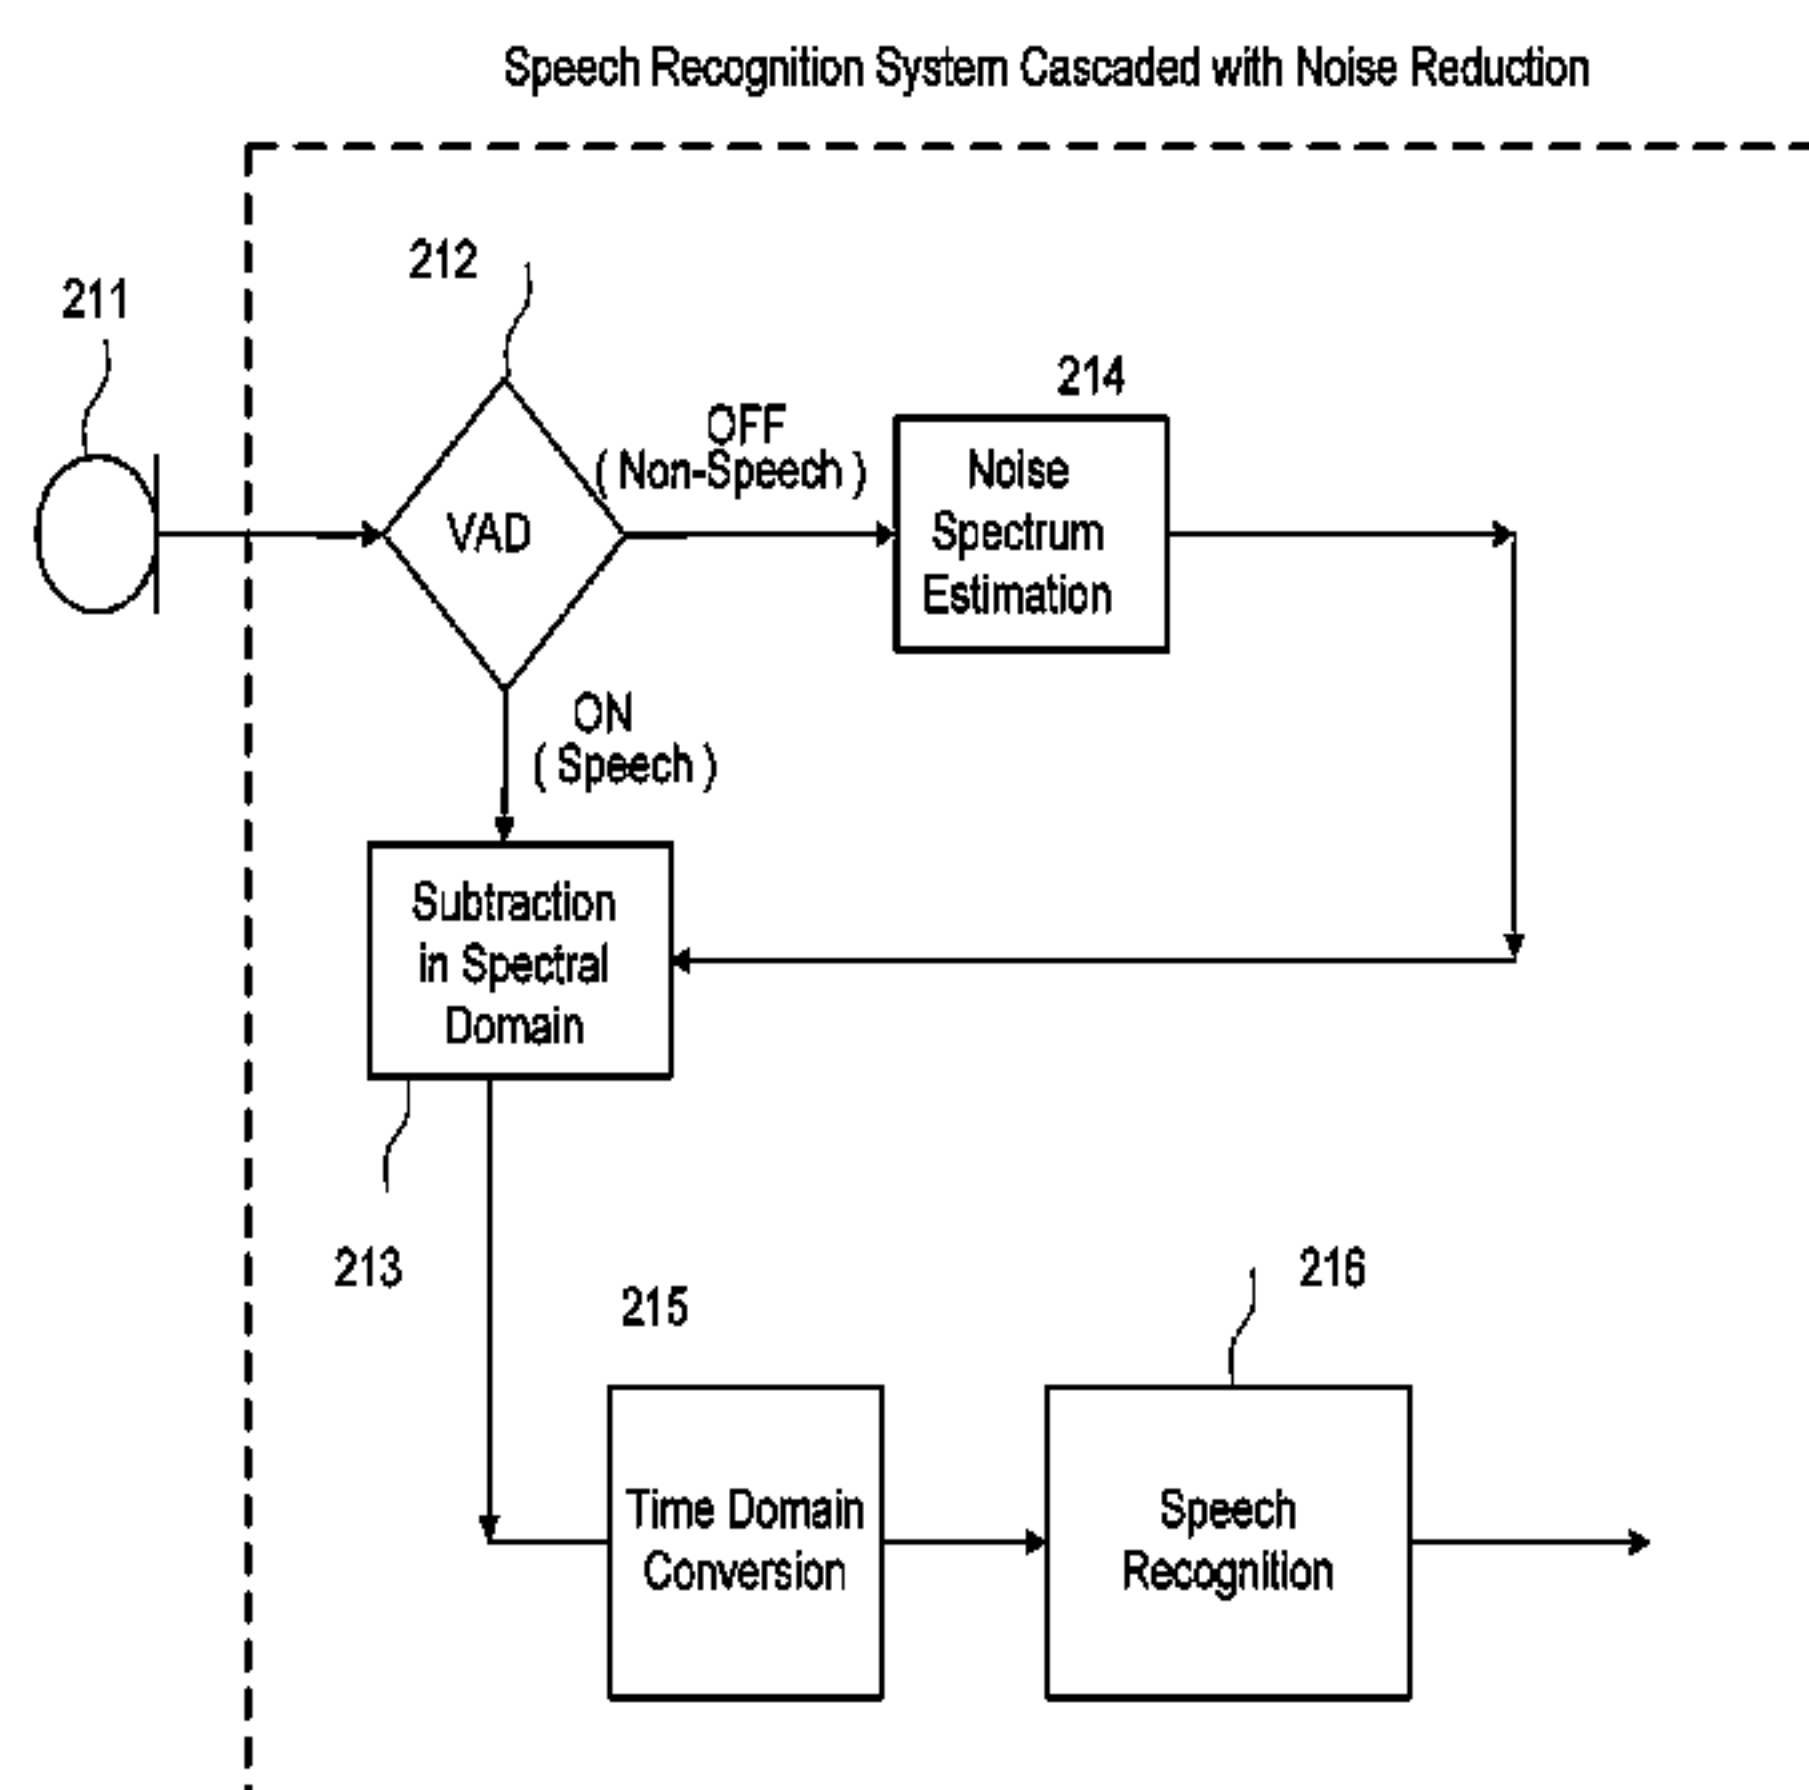 Speech Recognition System Cascaded with Noise Reduction
212
211
214
OFF
( Non-Speech )
Noise
Spectrum
Estimation
VAD
ON
( Speech )
Subtraction
in Spectral
Domain
213
215
216
Time Domain
Conversion
Speech
Recognition